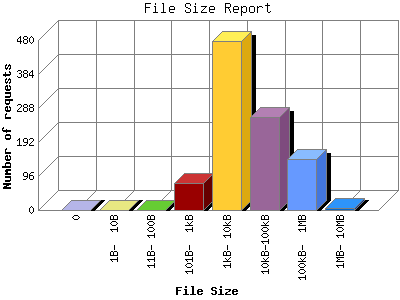 File Size Report
Number of requests
480
384
288
192
96
0
0
1B- 10B
11B- 100B
101B- 1kB
1kB- 10kB
10kB-100kB
100kB- 1MB
1MB- 10MB
File Size